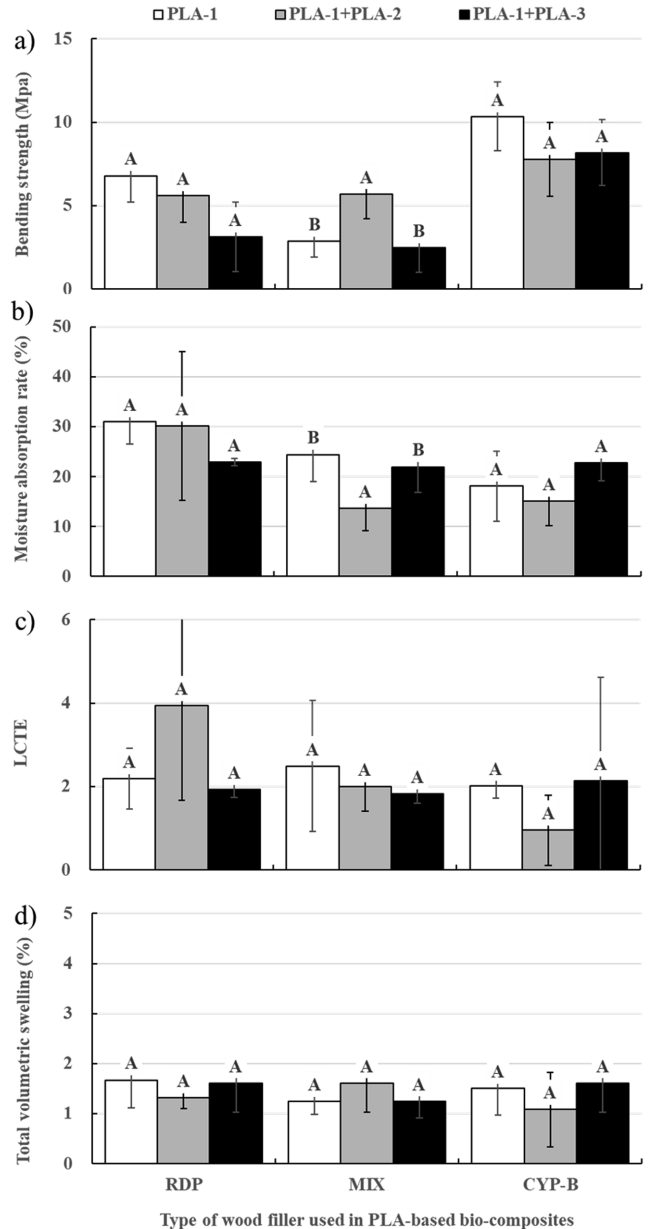 PLA-1 PLA-1+PLA-2 PLA-1+PLA-3
a)
Bending strength (Mpa)
15
10
5
0
A A A
B A B
A A A
b)
Moisture absorption rate (%)
50
40
30
20
10
0
A A A
B A B
A A A
c)
LCTE
6
4
2
0
A A A
A A A
A A A
d)
Total volumetric swelling (%)
5
4
3
2
1
0
A A A
A A A
A A A
RDP MIX CYP-B
Type of wood filler used in PLA-based bio-composites